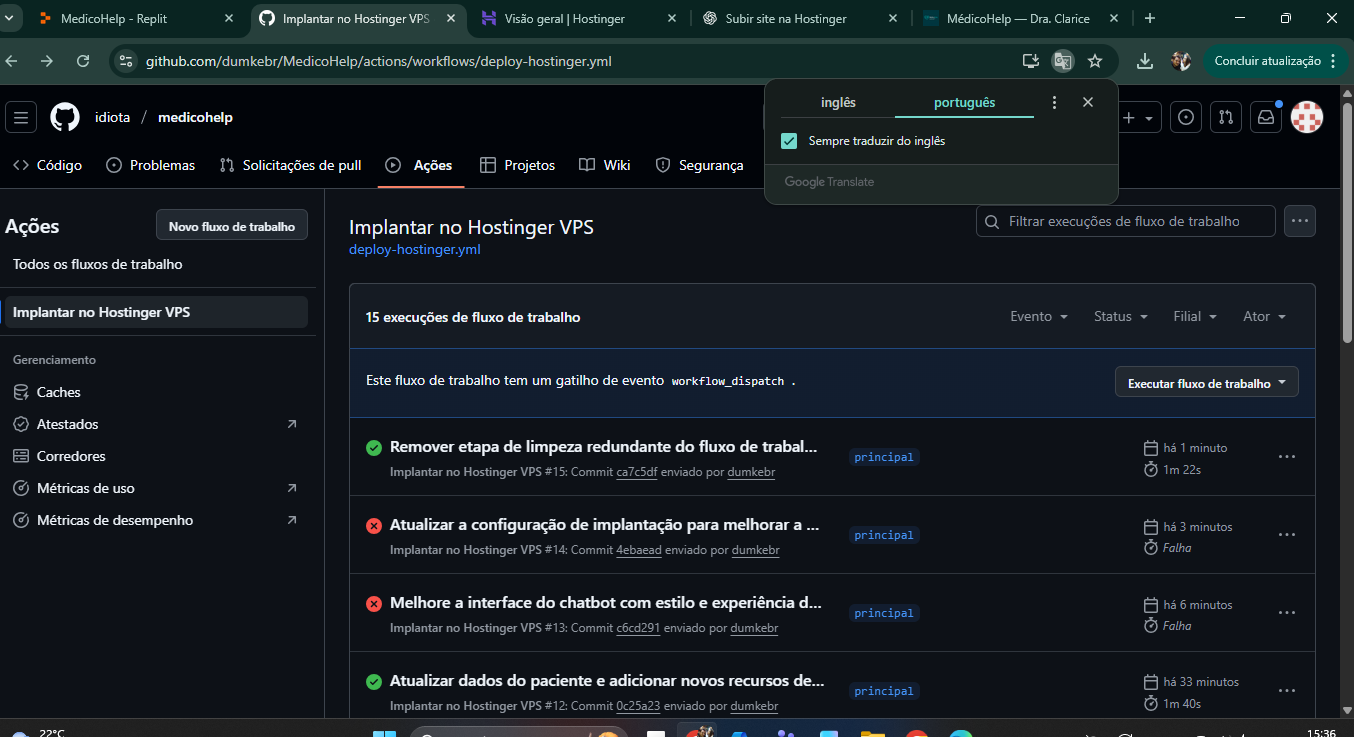 MedicoHelp - Replit
Implantar no Hostinger VPS
Visão geral | Hostinger
Subir site na Hostinger
MédicoHelp — Dra. Clarice
github.com/dumkebr/MedicoHelp/actions/workflows/deploy-hostinger.yml
Concluir atualização
inglês
português
Sempre traduzir do inglês
Google Translate
idiota / medicohelp
Código
Problemas
Solicitações de pull
Ações
Projetos
Wiki
Segurança
Ações
Novo fluxo de trabalho
Todos os fluxos de trabalho
Implantar no Hostinger VPS
Gerenciamento
Caches
Atestados
Corredores
Métricas de uso
Métricas de desempenho
Implantar no Hostinger VPS
deploy-hostinger.yml
Filtrar execuções de fluxo de trabalho
15 execuções de fluxo de trabalho
Evento
Status
Filial
Ator
Este fluxo de trabalho tem um gatilho de evento workflow_dispatch .
Executar fluxo de trabalho
Remover etapa de limpeza redundante do fluxo de trabal...
Implantar no Hostinger VPS #15: Commit ca7c5df enviado por dumkebr
principal
há 1 minuto
1m 22s
Atualizar a configuração de implantação para melhorar a ...
Implantar no Hostinger VPS #14: Commit 4ebaead enviado por dumkebr
principal
há 3 minutos
Falha
Melhore a interface do chatbot com estilo e experiência d...
Implantar no Hostinger VPS #13: Commit c6cd291 enviado por dumkebr
principal
há 6 minutos
Falha
Atualizar dados do paciente e adicionar novos recursos de...
Implantar no Hostinger VPS #12: Commit 0c25a23 enviado por dumkebr
principal
há 33 minutos
1m 40s
22°C
15:36